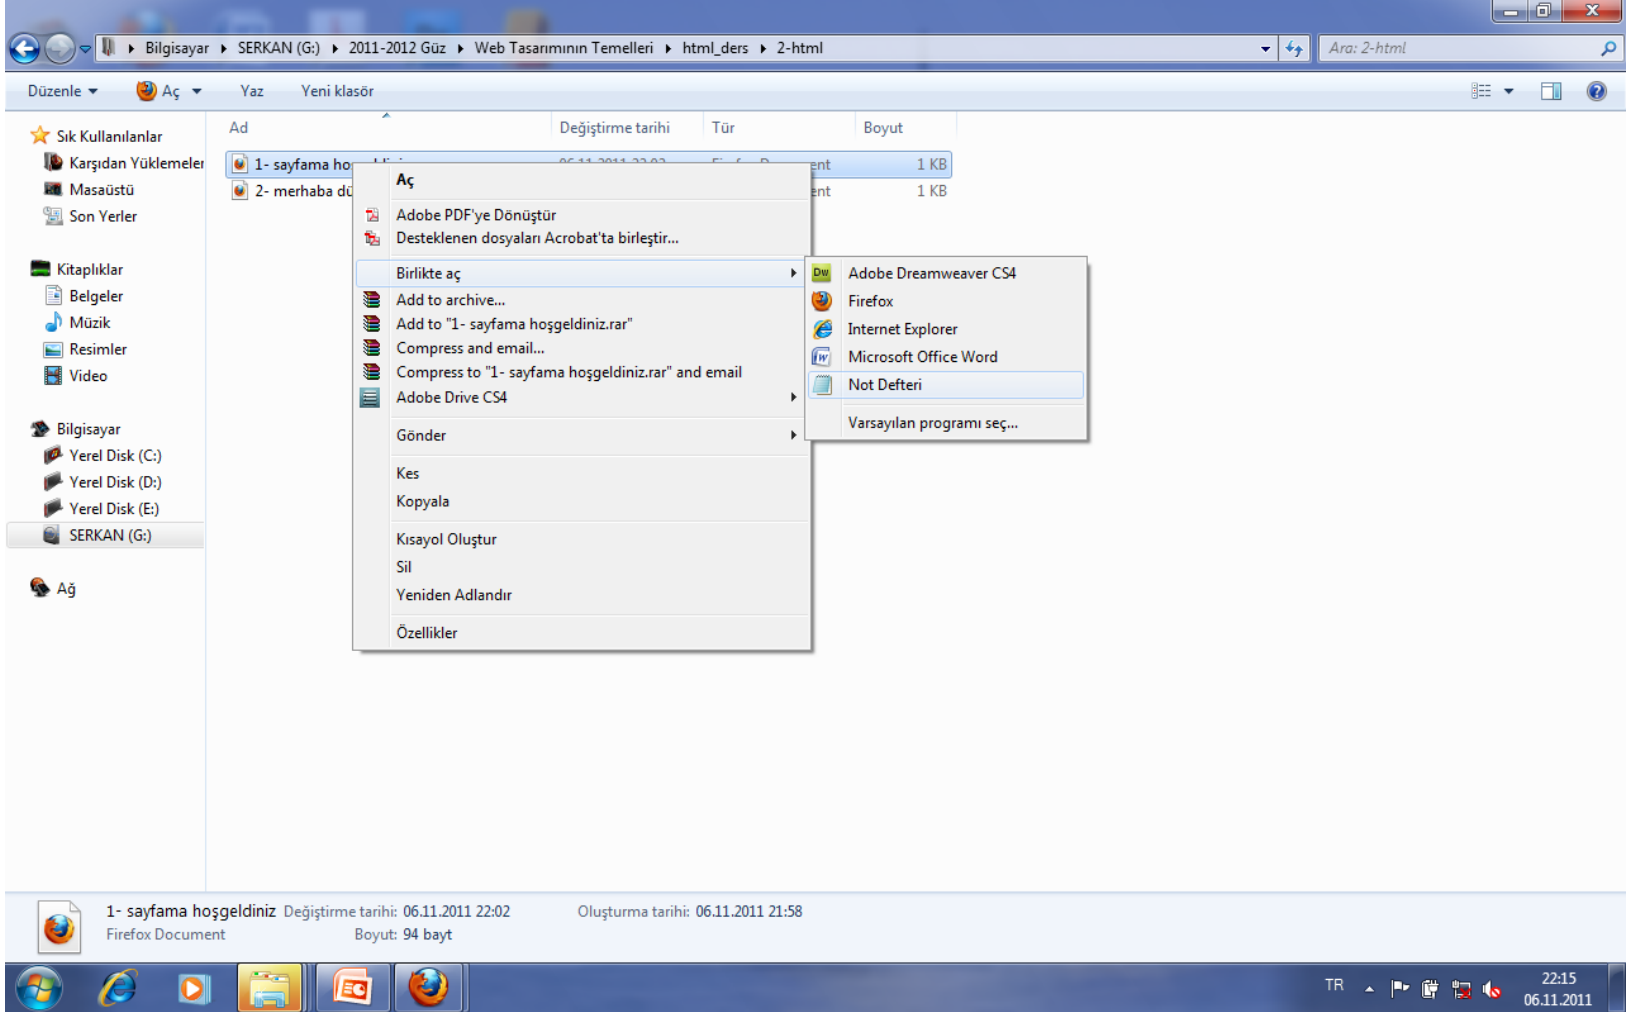 Bilgisayar SERKAN (G:) 2011-2012 Güz Web Tasarımının Temelleri html_ders 2-html
Ara: 2-html
Düzenle Aç Yaz Yeni klasör
Sık Kullanılanlar
Karşıdan Yüklemeler
Masaüstü
Son Yerler
Kitaplıklar
Belgeler
Müzik
Resimler
Video
Bilgisayar
Yerel Disk (C:)
Yerel Disk (D:)
Yerel Disk (E:)
SERKAN (G:)
Ağ
Ad Değiştirme tarihi Tür Boyut
1- sayfama 1 KB
2- merhaba 1 KB
Aç
Adobe PDF'ye Dönüştür
Desteklenen dosyaları Acrobat'ta birleştir...
Birlikte aç
Add to archive...
Add to "1- sayfama hoşgeldiniz.rar"
Compress and email...
Compress to "1- sayfama hoşgeldiniz.rar" and email
Adobe Drive CS4
Gönder
Kes
Kopyala
Kısayol Oluştur
Sil
Yeniden Adlandır
Özellikler
Dw Adobe Dreamweaver CS4
Firefox
Internet Explorer
Microsoft Office Word
Not Defteri
Varsayılan programı seç...
1- sayfama hoşgeldiniz Değiştirme tarihi: 06.11.2011 22:02 Oluşturma tarihi: 06.11.2011 21:58
Firefox Document Boyut: 94 bayt
TR
22:15
06.11.2011